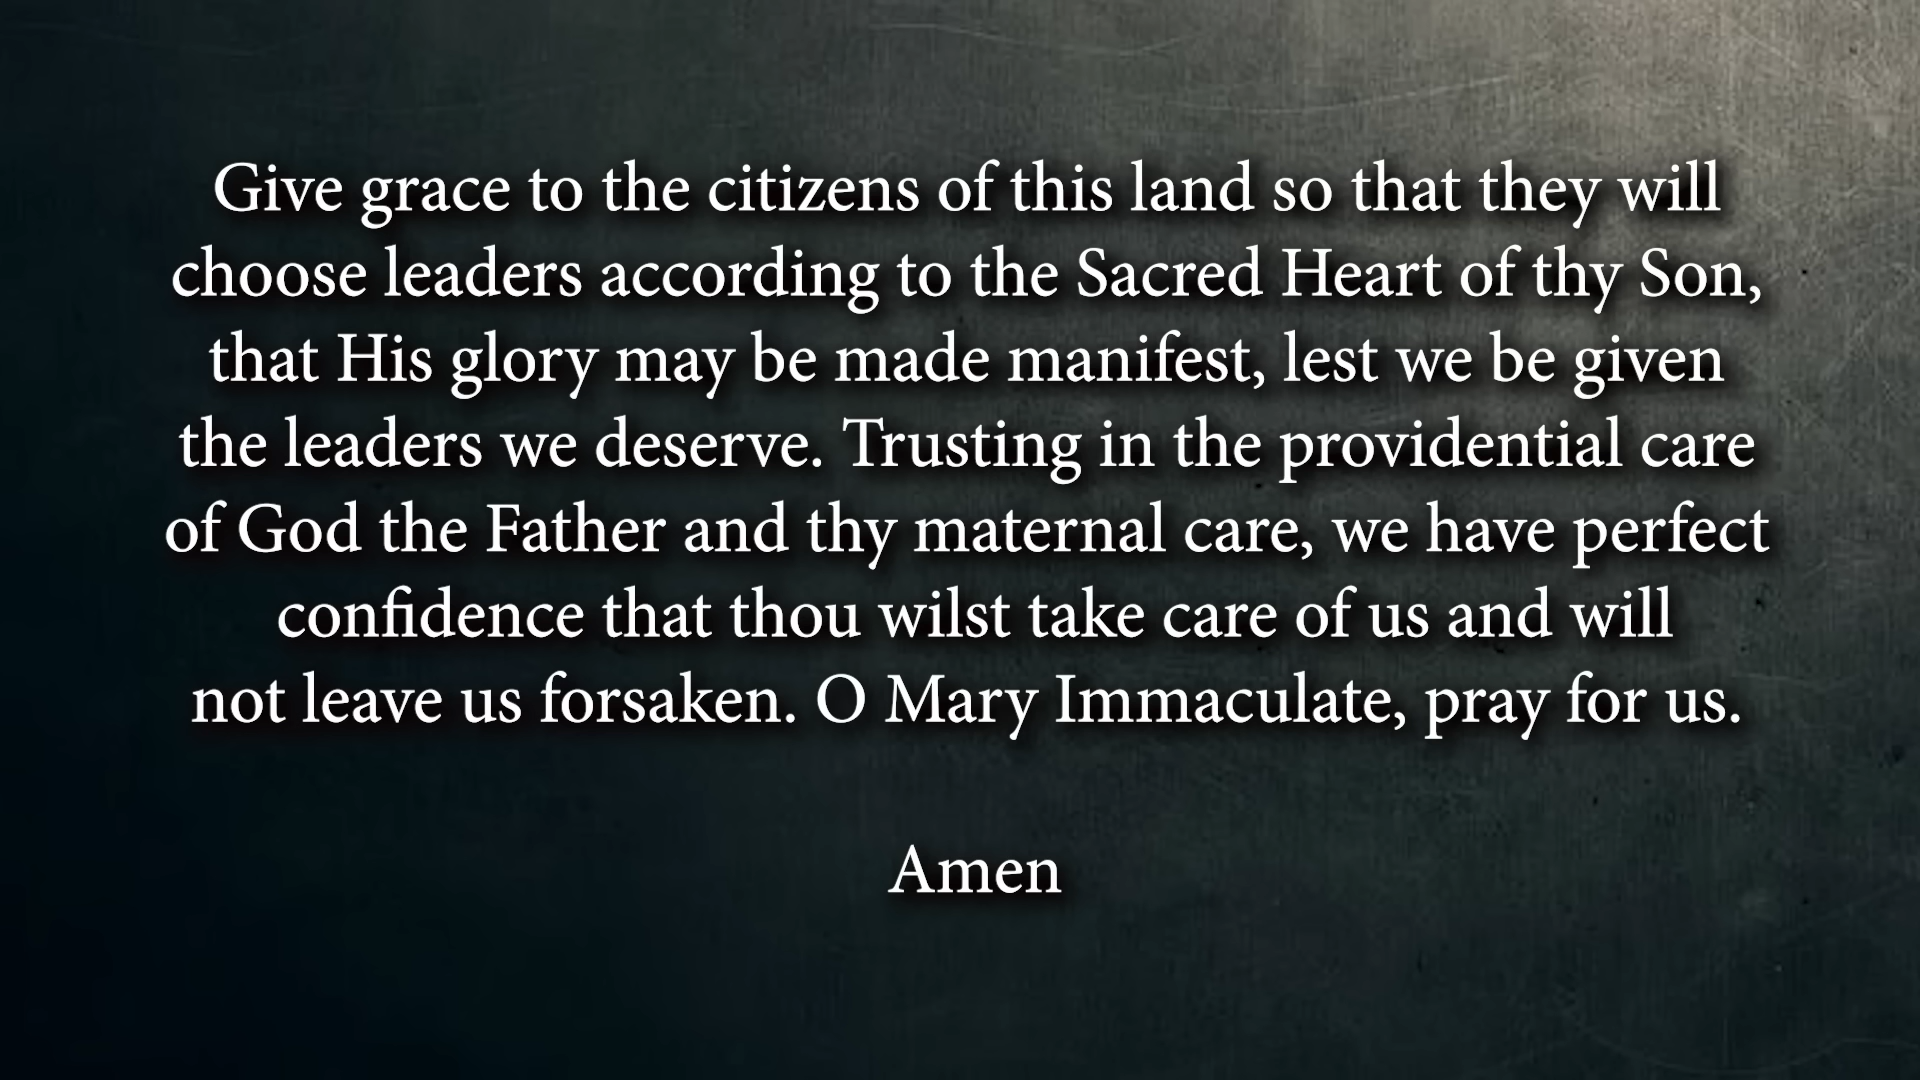 Give grace to the citizens of this land so that they will
choose leaders according to the Sacred Heart of thy Son,
that His glory may be made manifest, lest we be given
the leaders we deserve. Trusting in the providential care
of God the Father and thy maternal care, we have perfect
confidence that thou wilst take care of us and will
not leave us forsaken. O Mary Immaculate, pray for us.
Amen